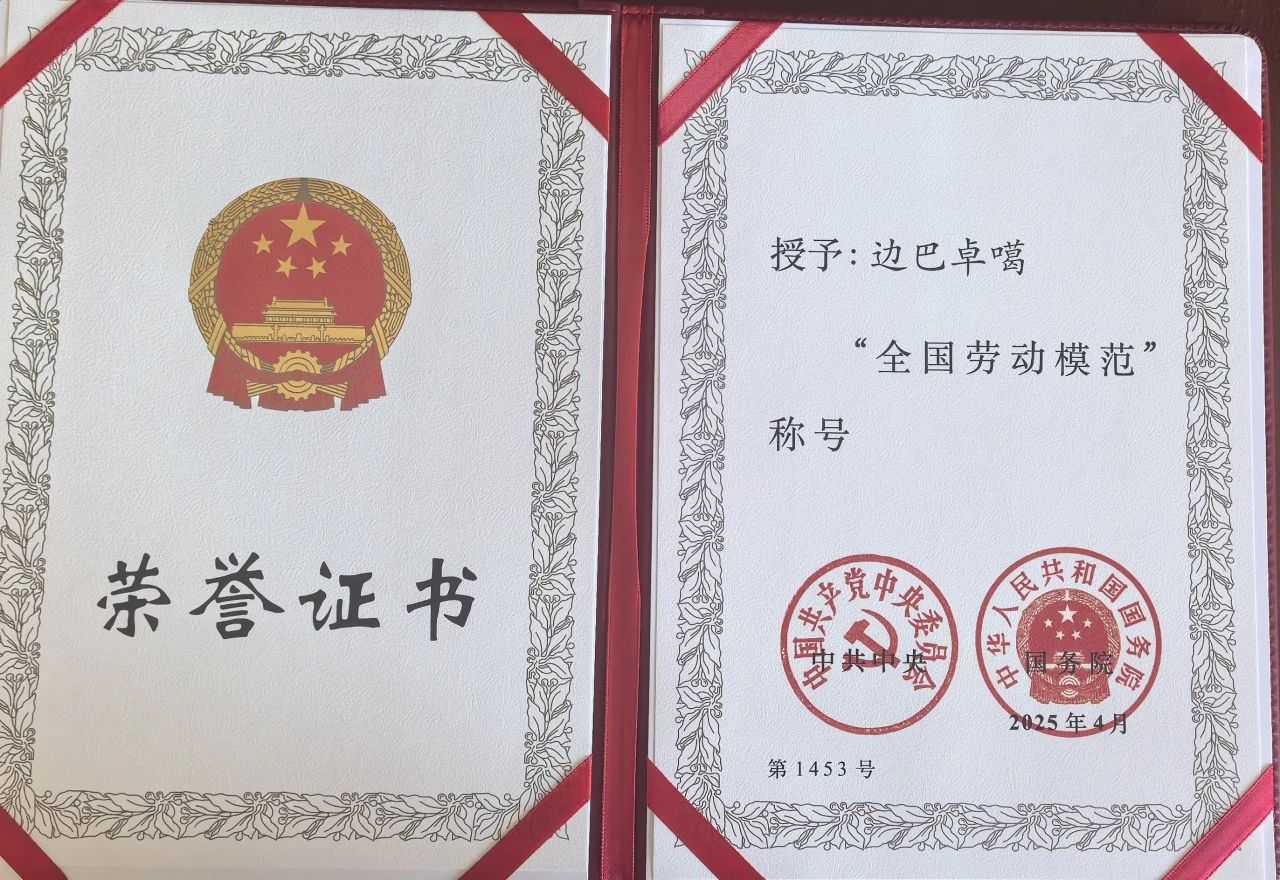 荣誉证书
授予：边巴卓噶
“全国劳动模范”
称号
中国共产党中央委员会
中共中央
中华人民共和国国务院
国务院
2025年4月
第1453号